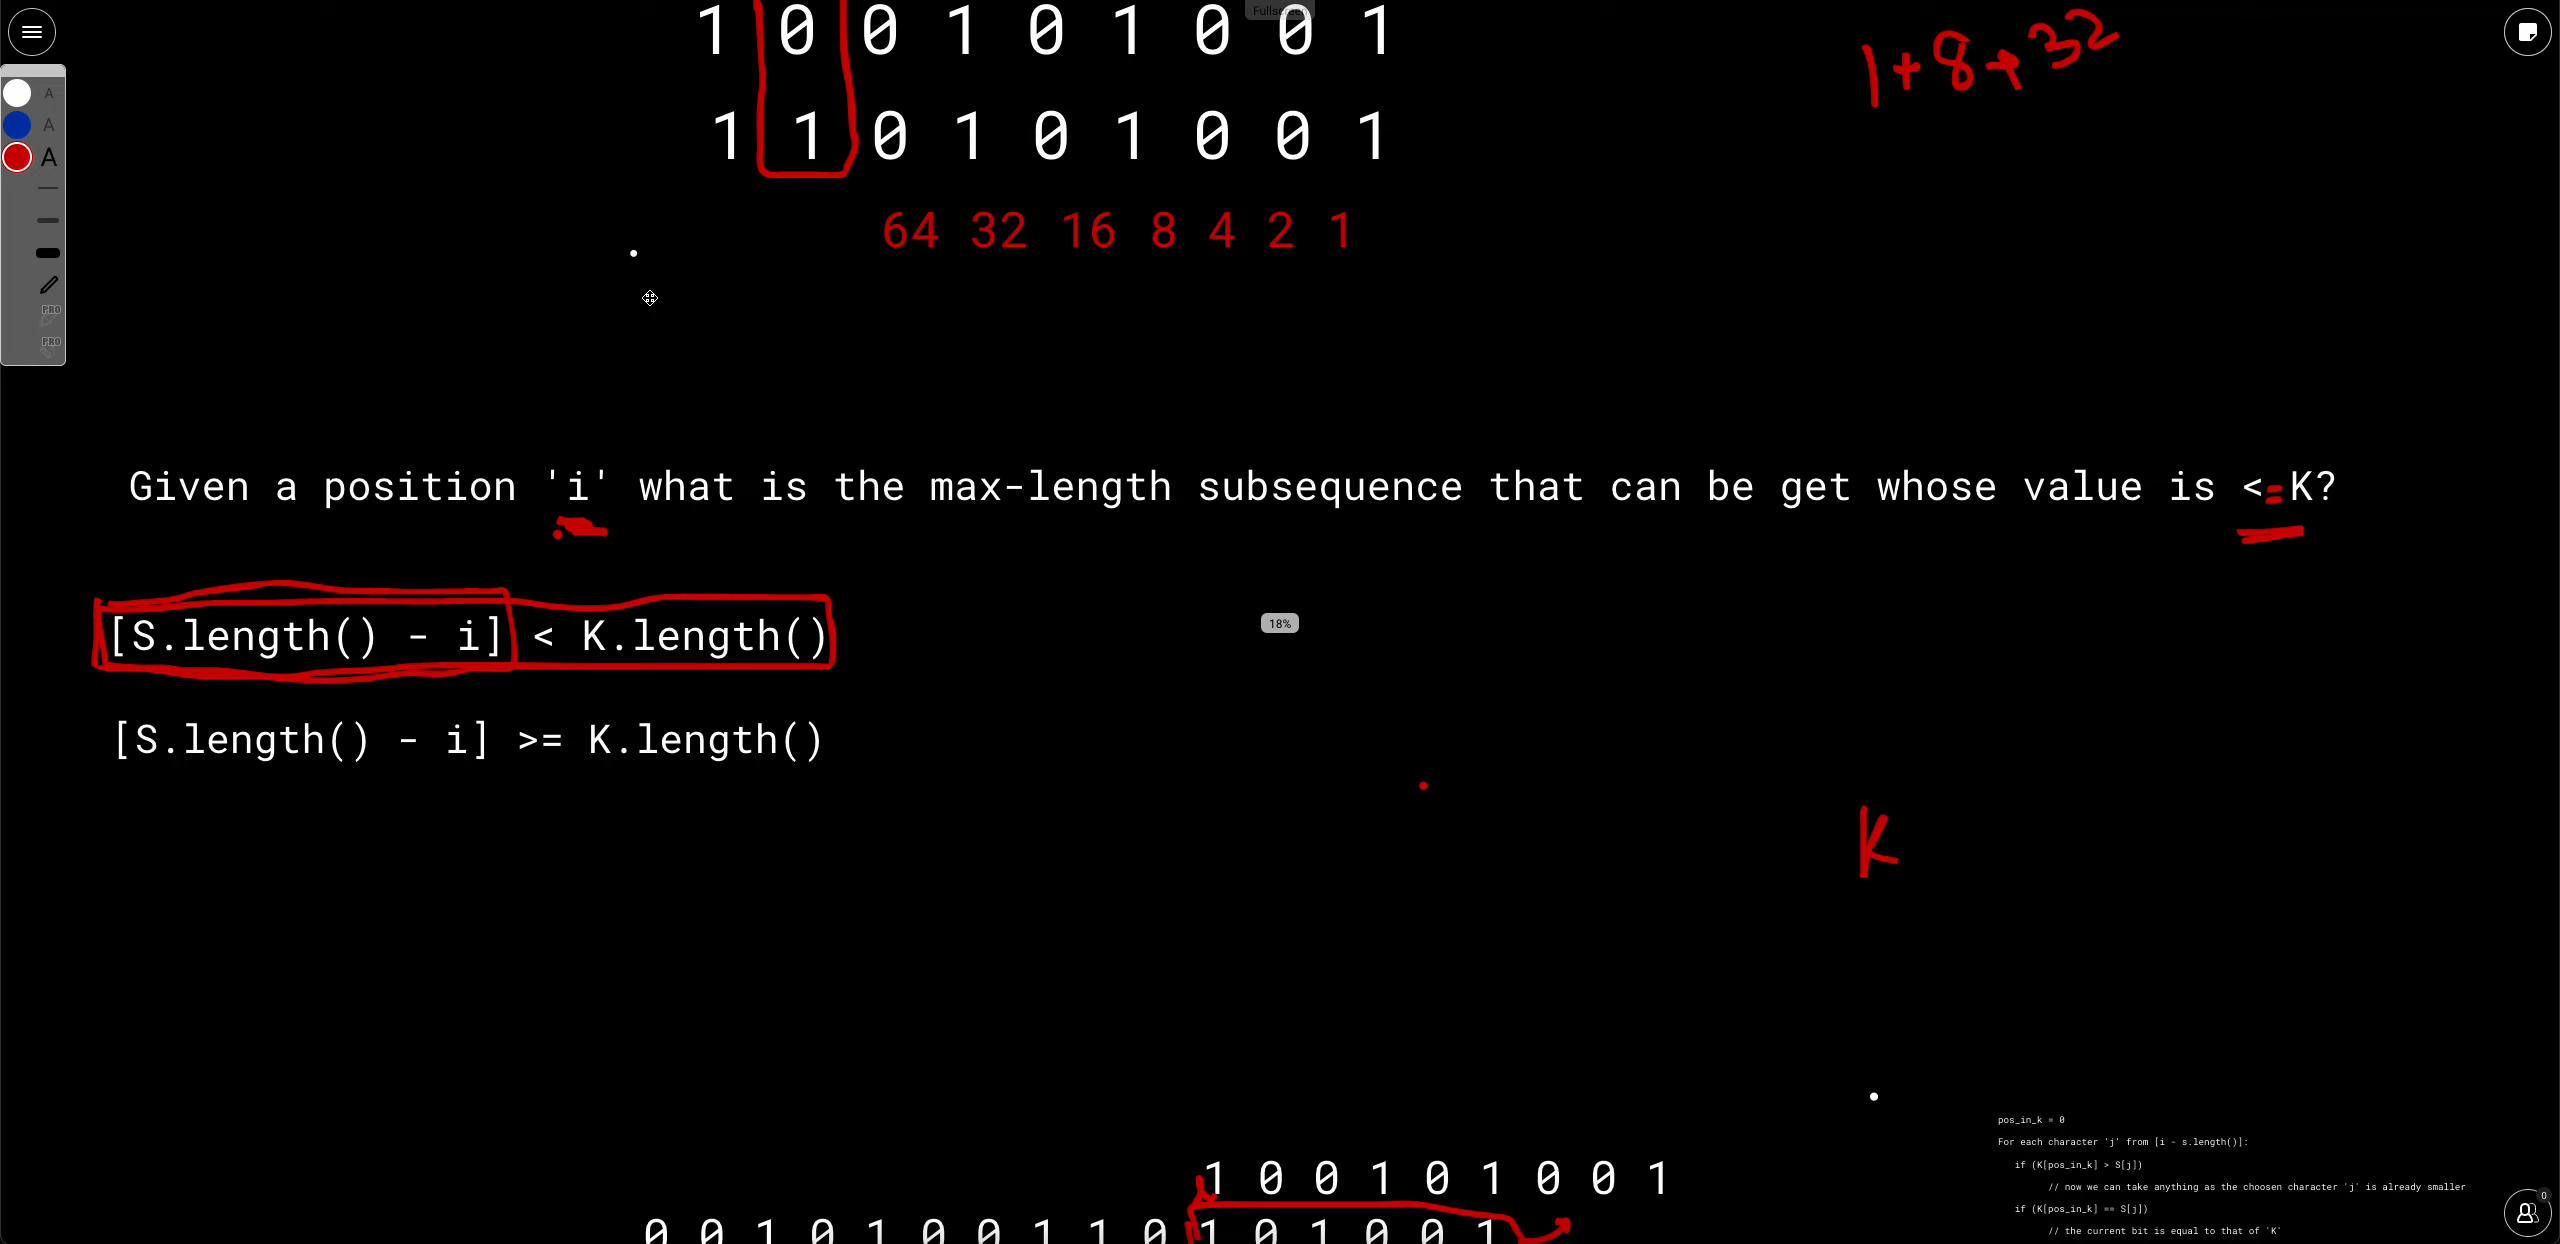 Fullscreen
1 0 0 1 0 1 0 0 1
1+8+32
1 1 0 1 0 1 0 0 1
64 32 16 8 4 2 1
A
A
A
PRO
PRO
Given a position 'i' what is the max-length subsequence that can be get whose value is <=K?
[S.length() - i] < K.length()
18%
[S.length() - i] >= K.length()
K
pos_in_k = 0
For each character 'j' from [i - s.length()]:
if (K[pos_in_k] > S[j])
// now we can take anything as the choosen character 'j' is already smaller
if (K[pos_in_k] == S[j])
// the current bit is equal to that of 'K'
0
1 0 0 1 0 1 0 0 1
0 0 1 0 1 0 0 1 1 0 1 0 1 0 0 1